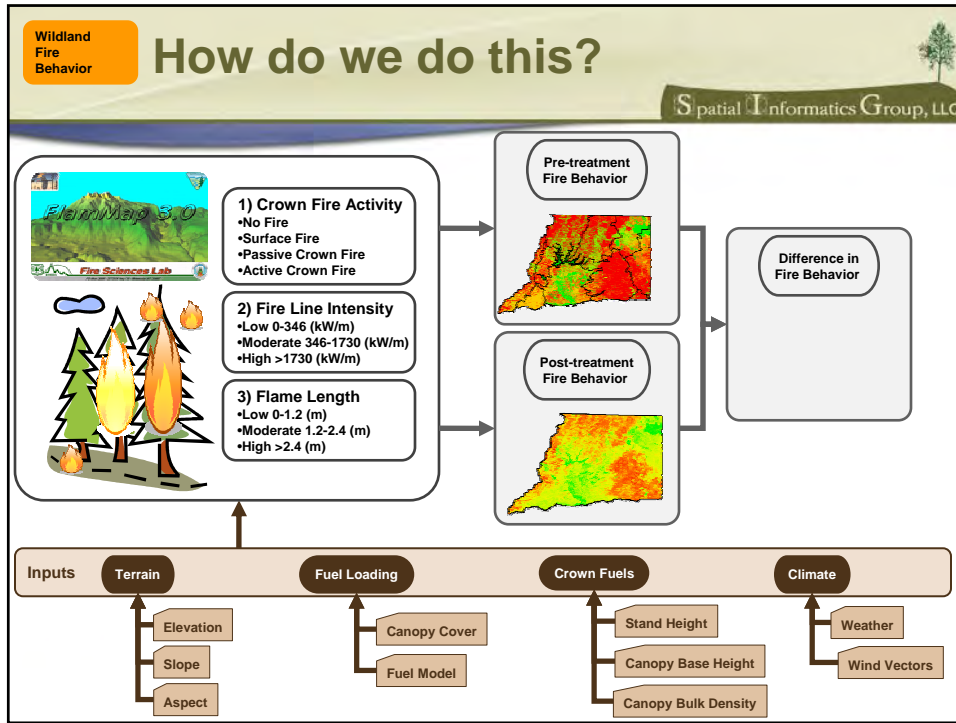 Wildland
Fire
Behavior
How do we do this?
Spatial Informatics Group, LLC
FlamMap 3.0
Fire Sciences Lab
1) Crown Fire Activity
•No Fire
•Surface Fire
•Passive Crown Fire
•Active Crown Fire
2) Fire Line Intensity
•Low 0-346 (kW/m)
•Moderate 346-1730 (kW/m)
•High >1730 (kW/m)
3) Flame Length
•Low 0-1.2 (m)
•Moderate 1.2-2.4 (m)
•High >2.4 (m)
Pre-treatment
Fire Behavior
Post-treatment
Fire Behavior
Difference in
Fire Behavior
Inputs
Terrain
Elevation
Slope
Aspect
Fuel Loading
Canopy Cover
Fuel Model
Crown Fuels
Stand Height
Canopy Base Height
Canopy Bulk Density
Climate
Weather
Wind Vectors